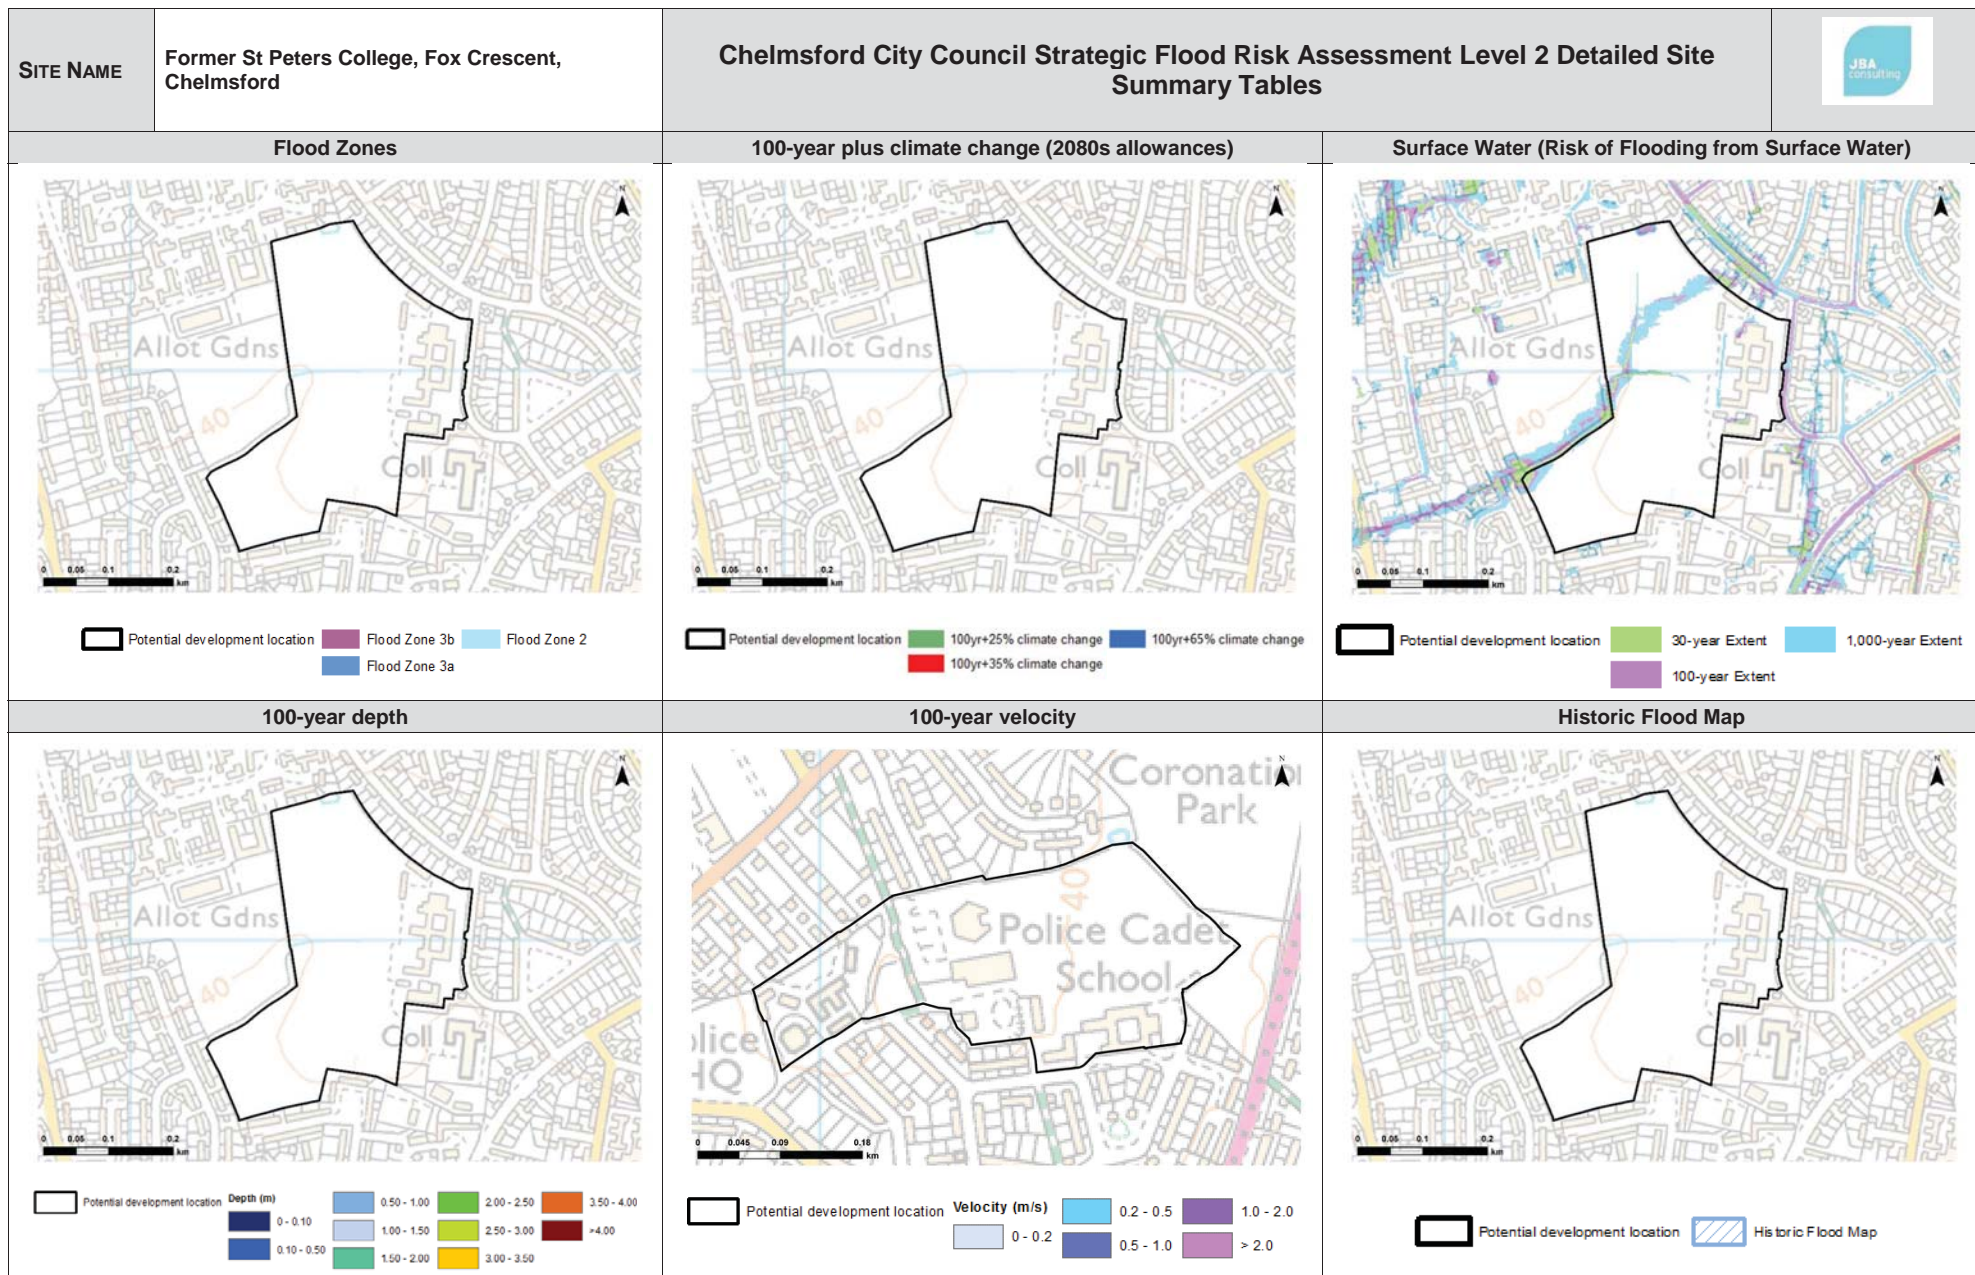 SITE NAME
Former St Peters College, Fox Crescent,
Chelmsford
Chelmsford City Council Strategic Flood Risk Assessment Level 2 Detailed Site
Summary Tables
JBA
consulting
Flood Zones
100-year plus climate change (2080s allowances)
Surface Water (Risk of Flooding from Surface Water)
N
Allot Gdns
40
Coll
0 0.05 0.1 0.2
km
N
Allot Gdns
40
Coll
0 0.05 0.1 0.2
km
N
Allot Gdns
40
Coll
0 0.05 0.1 0.2
km
Potential development location Flood Zone 3b Flood Zone 2
Flood Zone 3a
Potential development location 100yr+25% climate change 100yr+65% climate change
100yr+35% climate change
Potential development location 30-year Extent 1,000-year Extent
100-year Extent
100-year depth
100-year velocity
Historic Flood Map
N
Allot Gdns
40
Coll
0 0.05 0.1 0.2
km
N
Coronatio
Park
40
Police Cadet
School
olice
HQ
0 0.045 0.09 0.18
km
N
Allot Gdns
40
Coll
0 0.05 0.1 0.2
km
Potential development location Depth (m) 0.50 - 1.00 2.00 - 2.50 3.50 - 4.00
0 - 0.10 1.00 - 1.50 2.50 - 3.00 >4.00
0.10 - 0.50 1.50 - 2.00 3.00 - 3.50
Potential development location Velocity (m/s) 0.2 - 0.5 1.0 - 2.0
0 - 0.2 0.5 - 1.0 > 2.0
Potential development location Historic Flood Map